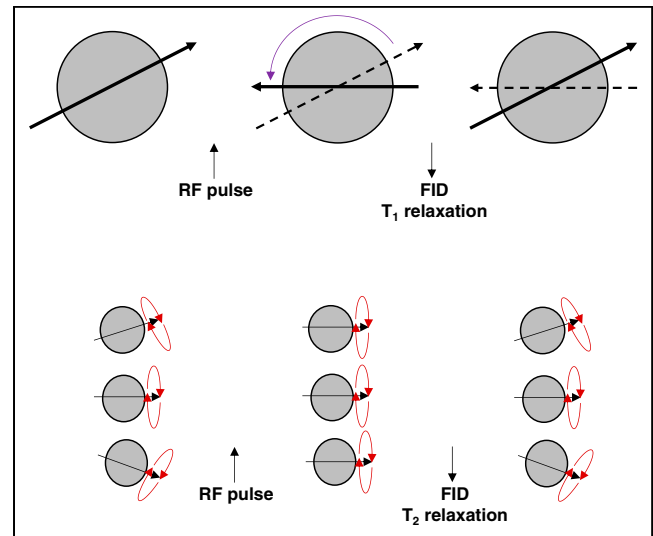 RF pulse
FID
T₁ relaxation
RF pulse
FID
T₂ relaxation